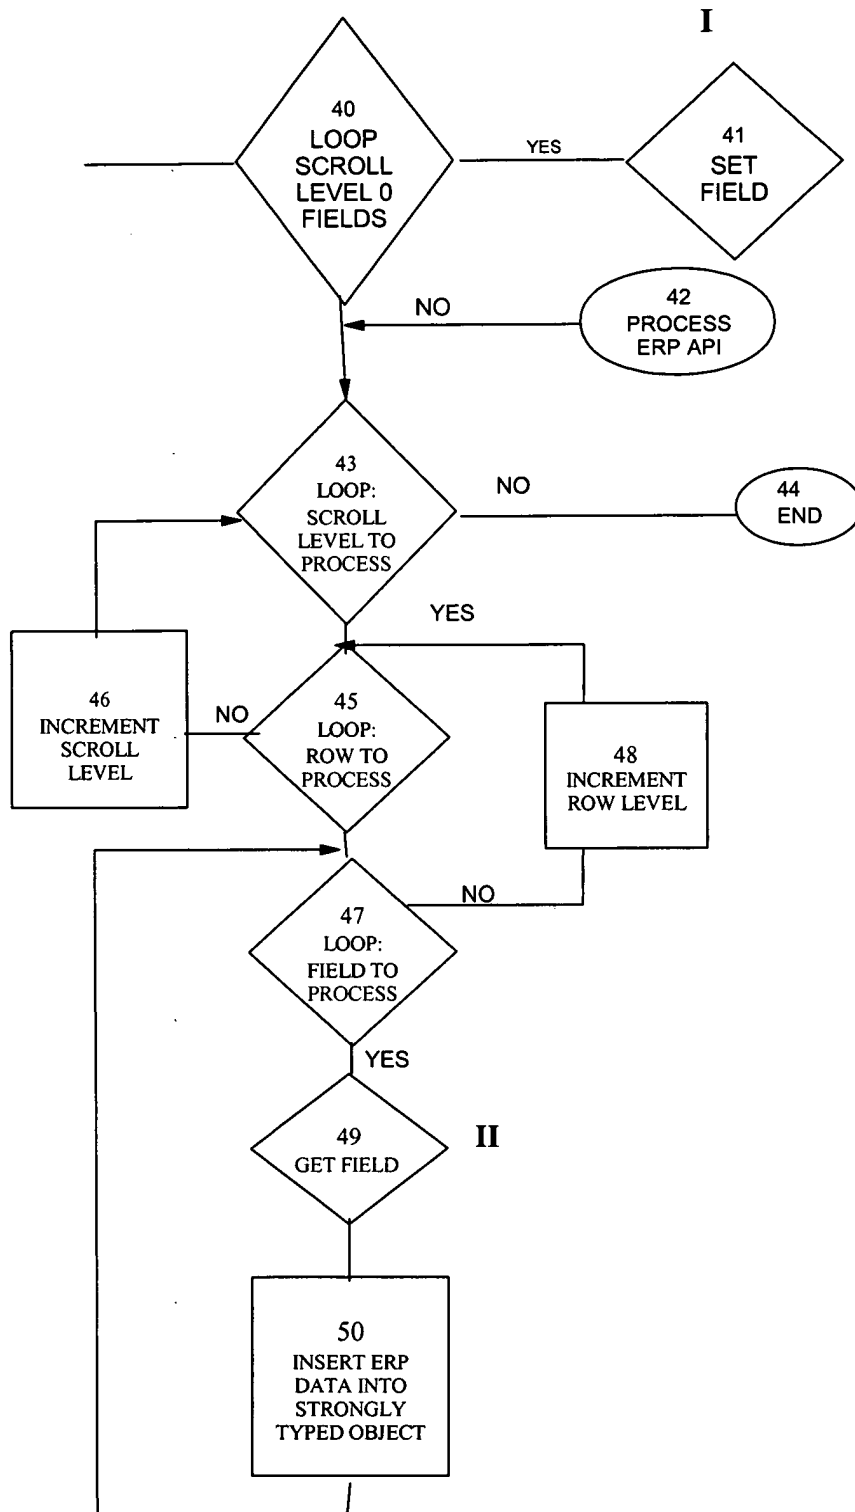 I
40
LOOP
SCROLL
LEVEL 0
FIELDS
YES
41
SET
FIELD
NO
42
PROCESS
ERP API
43
LOOP:
SCROLL
LEVEL TO
PROCESS
NO
44
END
YES
46
INCREMENT
SCROLL
LEVEL
NO
45
LOOP:
ROW TO
PROCESS
48
INCREMENT
ROW LEVEL
NO
47
LOOP:
FIELD TO
PROCESS
YES
49
GET FIELD
II
50
INSERT ERP
DATA INTO
STRONGLY
TYPED OBJECT